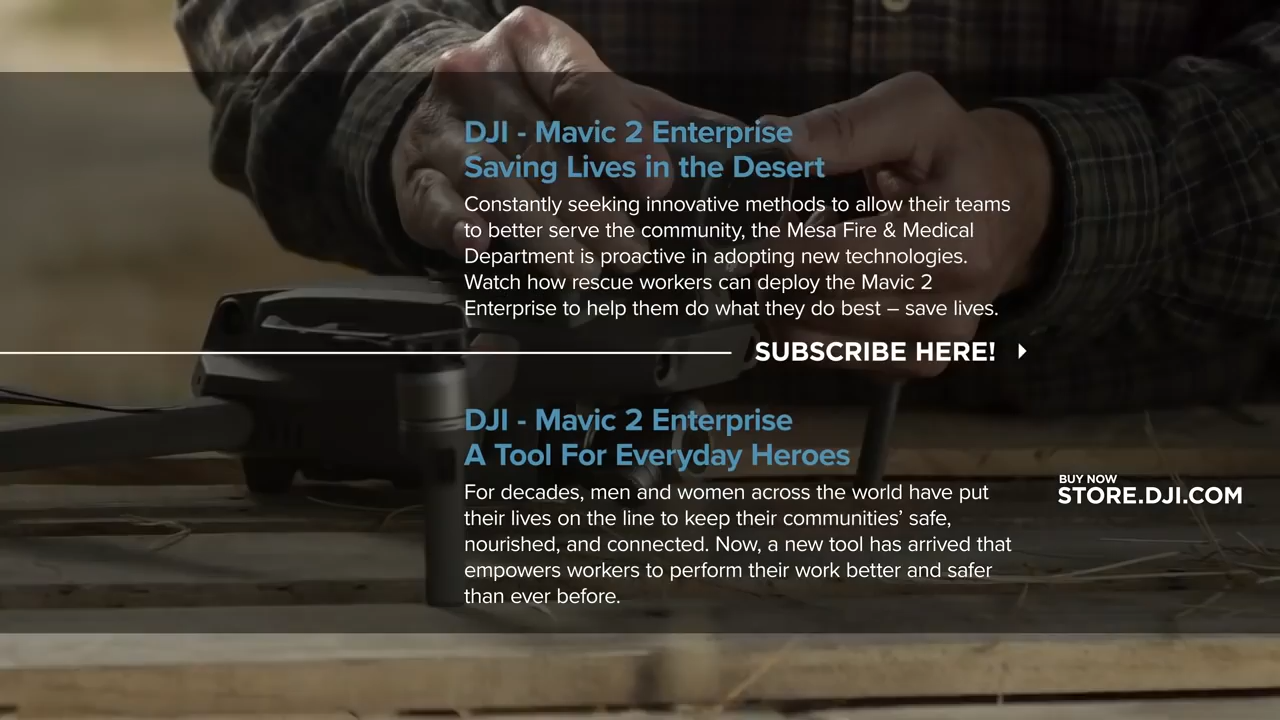 DJI - Mavic 2 Enterprise
Saving Lives in the Desert
Constantly seeking innovative methods to allow their teams
to better serve the community, the Mesa Fire & Medical
Department is proactive in adopting new technologies.
Watch how rescue workers can deploy the Mavic 2
Enterprise to help them do what they do best – save lives.
SUBSCRIBE HERE!
DJI - Mavic 2 Enterprise
A Tool For Everyday Heroes
For decades, men and women across the world have put
their lives on the line to keep their communities’ safe,
nourished, and connected. Now, a new tool has arrived that
empowers workers to perform their work better and safer
than ever before.
BUY NOW
STORE.DJI.COM